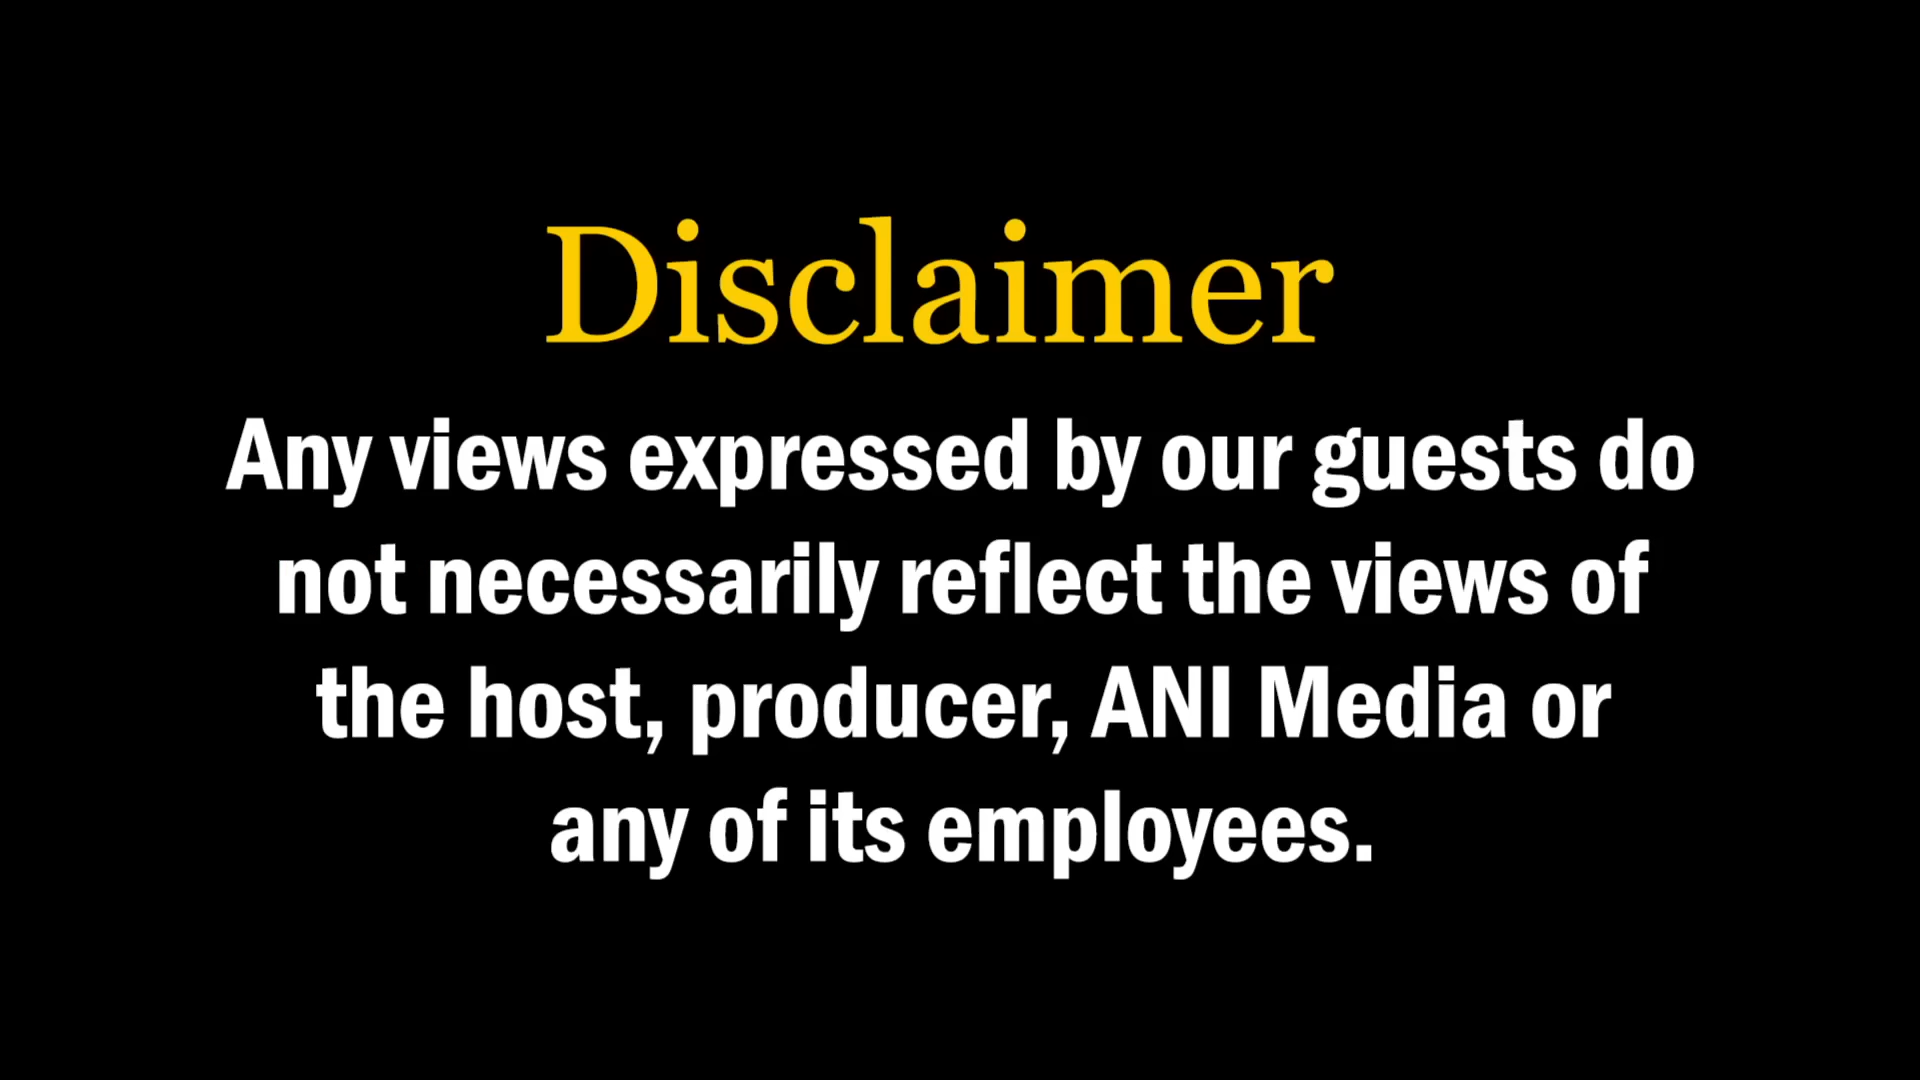 Disclaimer
Any views expressed by our guests do
not necessarily reflect the views of
the host, producer, ANI Media or
any of its employees.